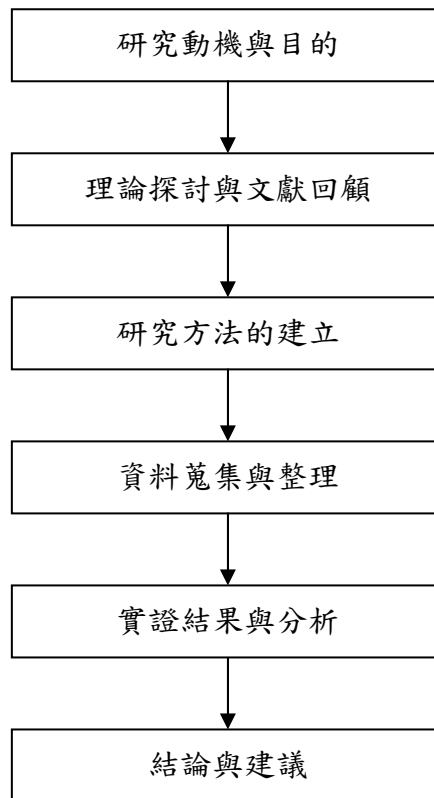 研究動機與目的
理論探討與文獻回顧
研究方法的建立
資料蒐集與整理
實證結果與分析
結論與建議